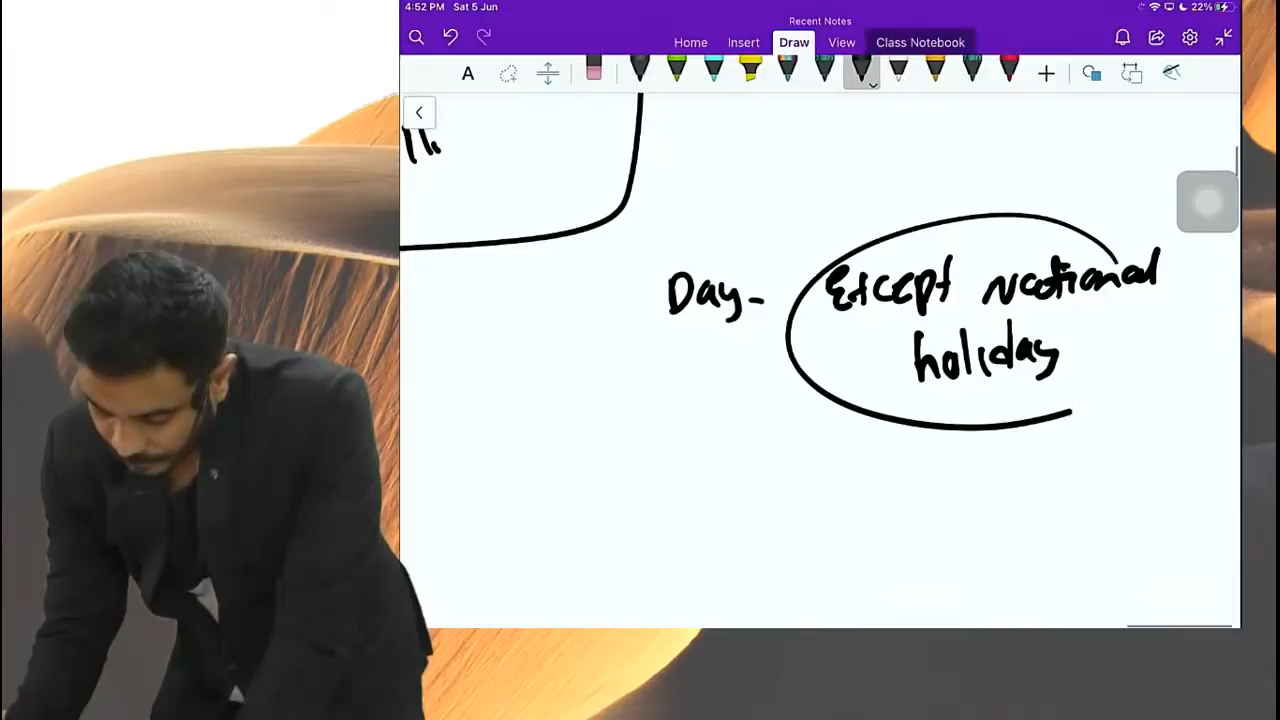 4:52 PM Sat 5 Jun
22%
Recent Notes
Home Insert Draw View Class Notebook
A
Day- Except national
holiday